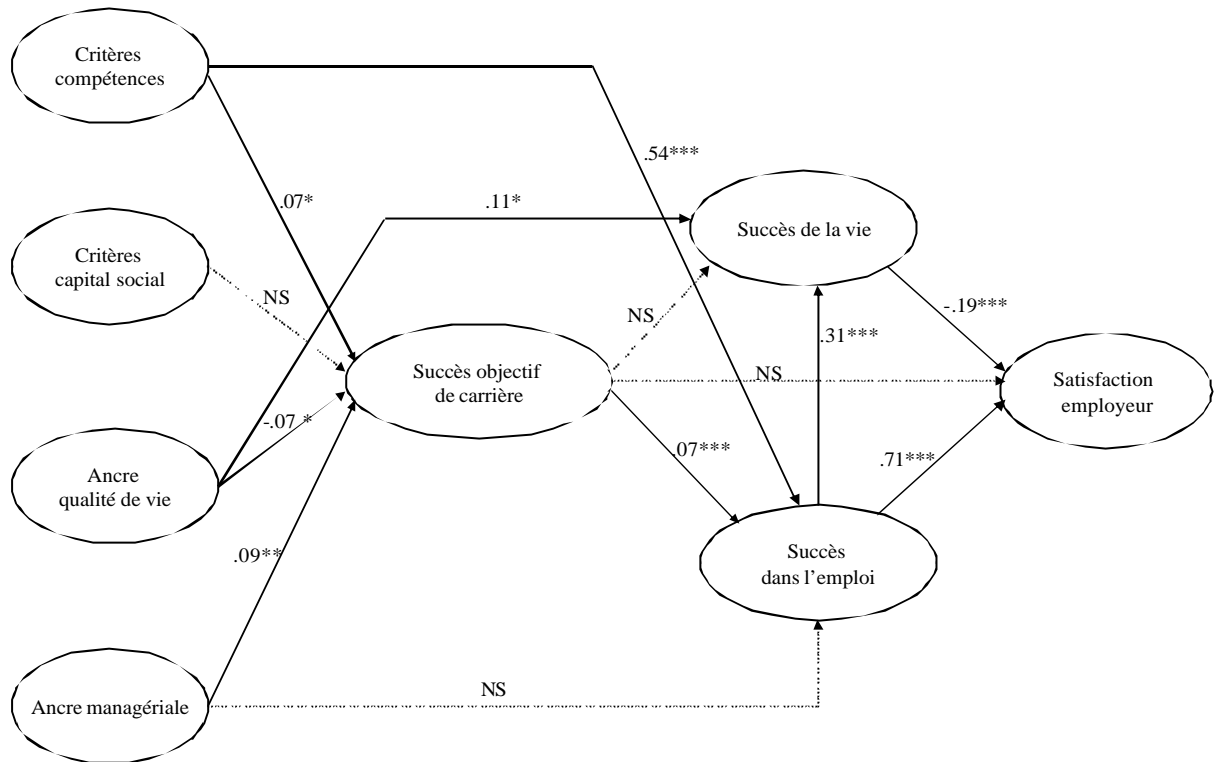 Critères
compétences
.54***
.07*
.11*
Succès de la vie
Critères
capital social
NS
NS
-.19***
.31***
Succès objectif
de carrière
NS
Satisfaction
employeur
-.07 *
.07***
.71***
Ancre
qualité de vie
.09**
Succès
dans l’emploi
NS
Ancre managériale